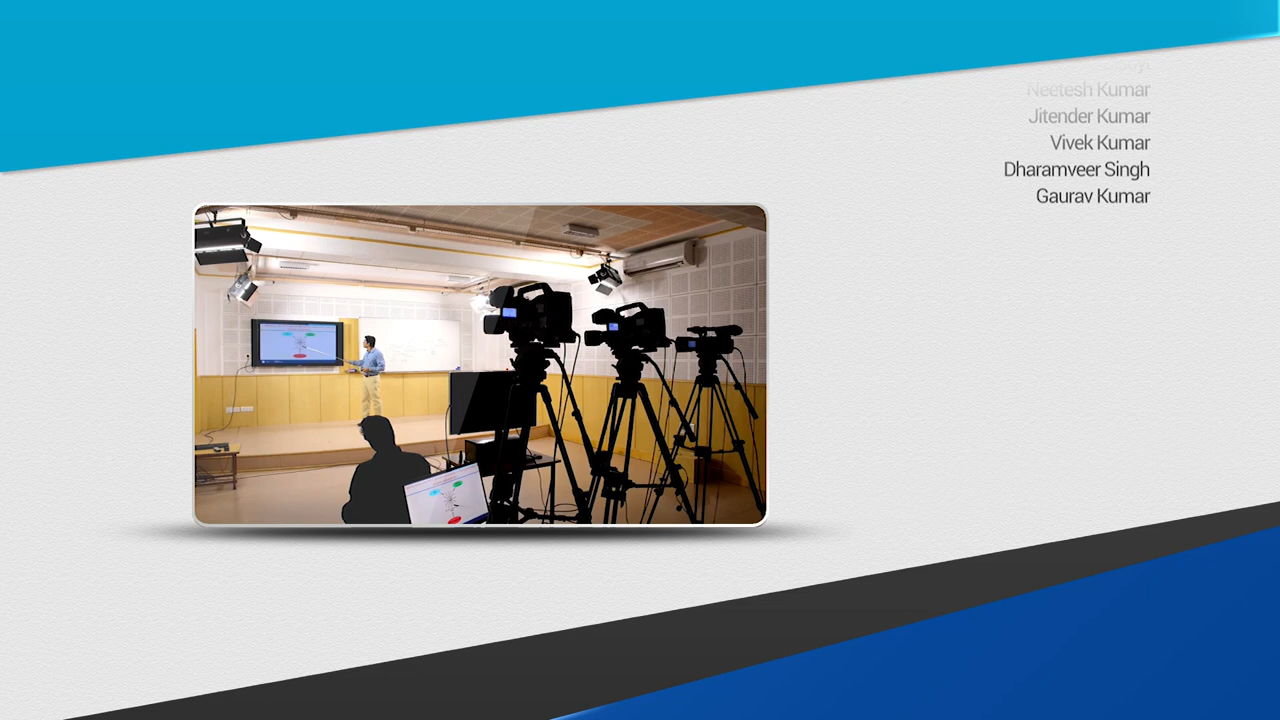 Neetesh Kumar
Jitender Kumar
Vivek Kumar
Dharamveer Singh
Gaurav Kumar